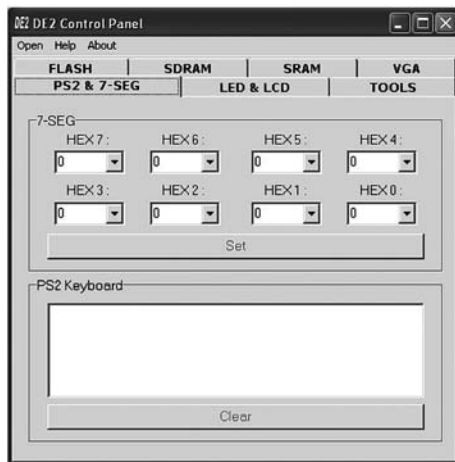 DE2 DE2 Control Panel
Open Help About
FLASH SDRAM SRAM VGA
PS2 & 7-SEG LED & LCD TOOLS
7-SEG
HEX7: HEX6: HEX5: HEX4:
0 0 0 0
HEX3: HEX2: HEX1: HEX0:
0 0 0 0
Set
PS2 Keyboard
Clear